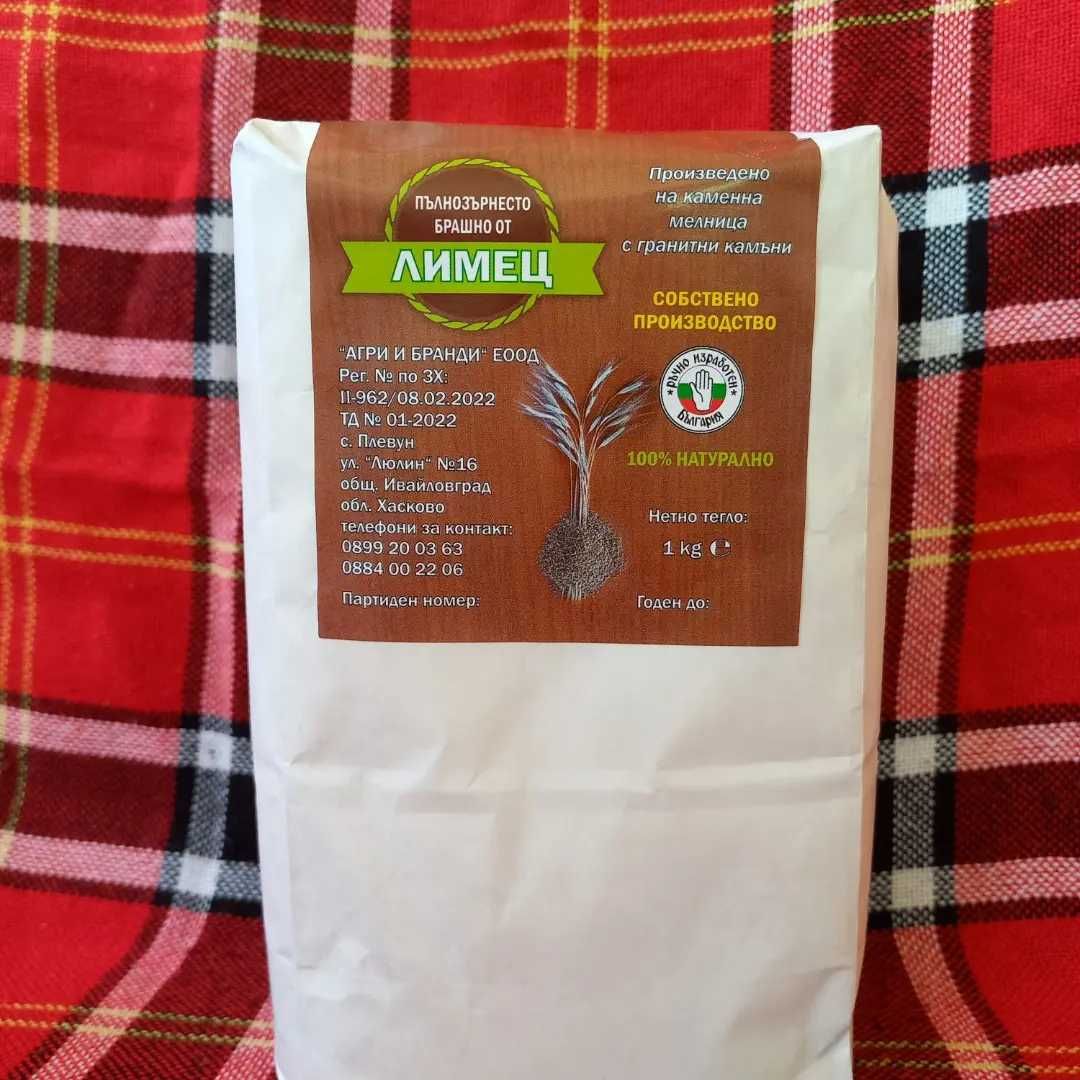 ПЪЛНОЗЪРНЕСТО
БРАШНО ОТ
ЛИМЕЦ
Произведено
на каменна
мелница
с гранитни камъни
СОБСТВЕНО
ПРОИЗВОДСТВО
"АГРИ И БРАНДИ" ЕООД
Рег. № по ЗХ:
II-962/08.02.2022
ТД № 01-2022
с. Плевун
ул. "Люлин" №16
общ. Ивайловград
обл. Хасково
телефони за контакт:
0899 20 03 63
0884 00 22 06
Партиден номер:
РЪЧНО ИЗРАБОТЕН
БЪЛГАРИЯ
100% НАТУРАЛНО
Нетно тегло:
1 kg ℮
Годен до: